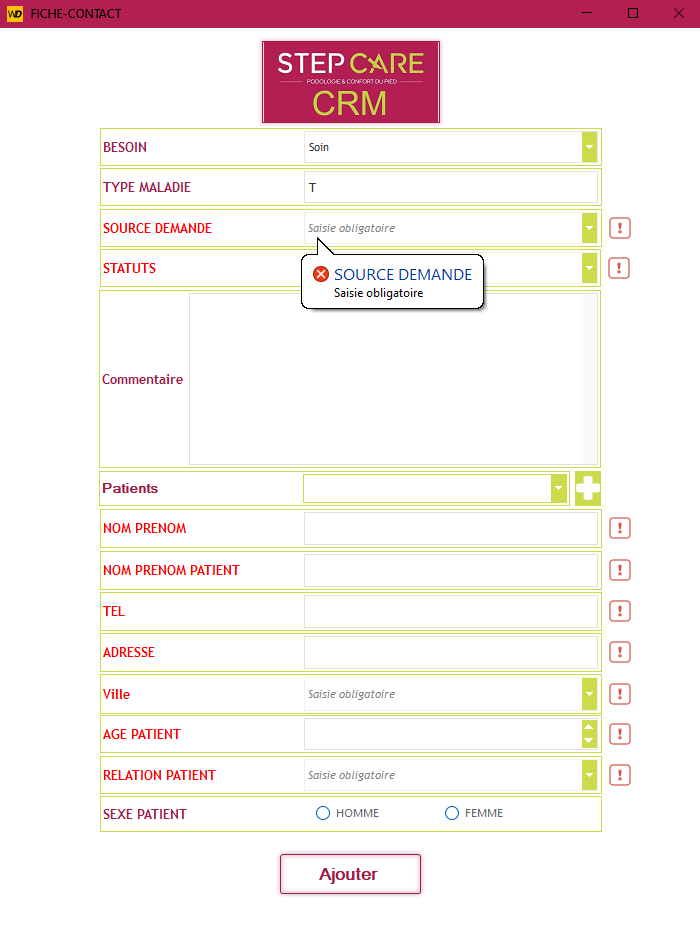 WD FICHE-CONTACT
STEP CARE
PODOLOGIE & CONFORT DU PIED
CRM
BESOIN Soin
TYPE MALADIE T
SOURCE DEMANDE Saisie obligatoire !
STATUTS !
SOURCE DEMANDE
Saisie obligatoire
Commentaire
Patients
NOM PRENOM !
NOM PRENOM PATIENT !
TEL !
ADRESSE !
Ville Saisie obligatoire !
AGE PATIENT !
RELATION PATIENT Saisie obligatoire !
SEXE PATIENT HOMME FEMME
Ajouter